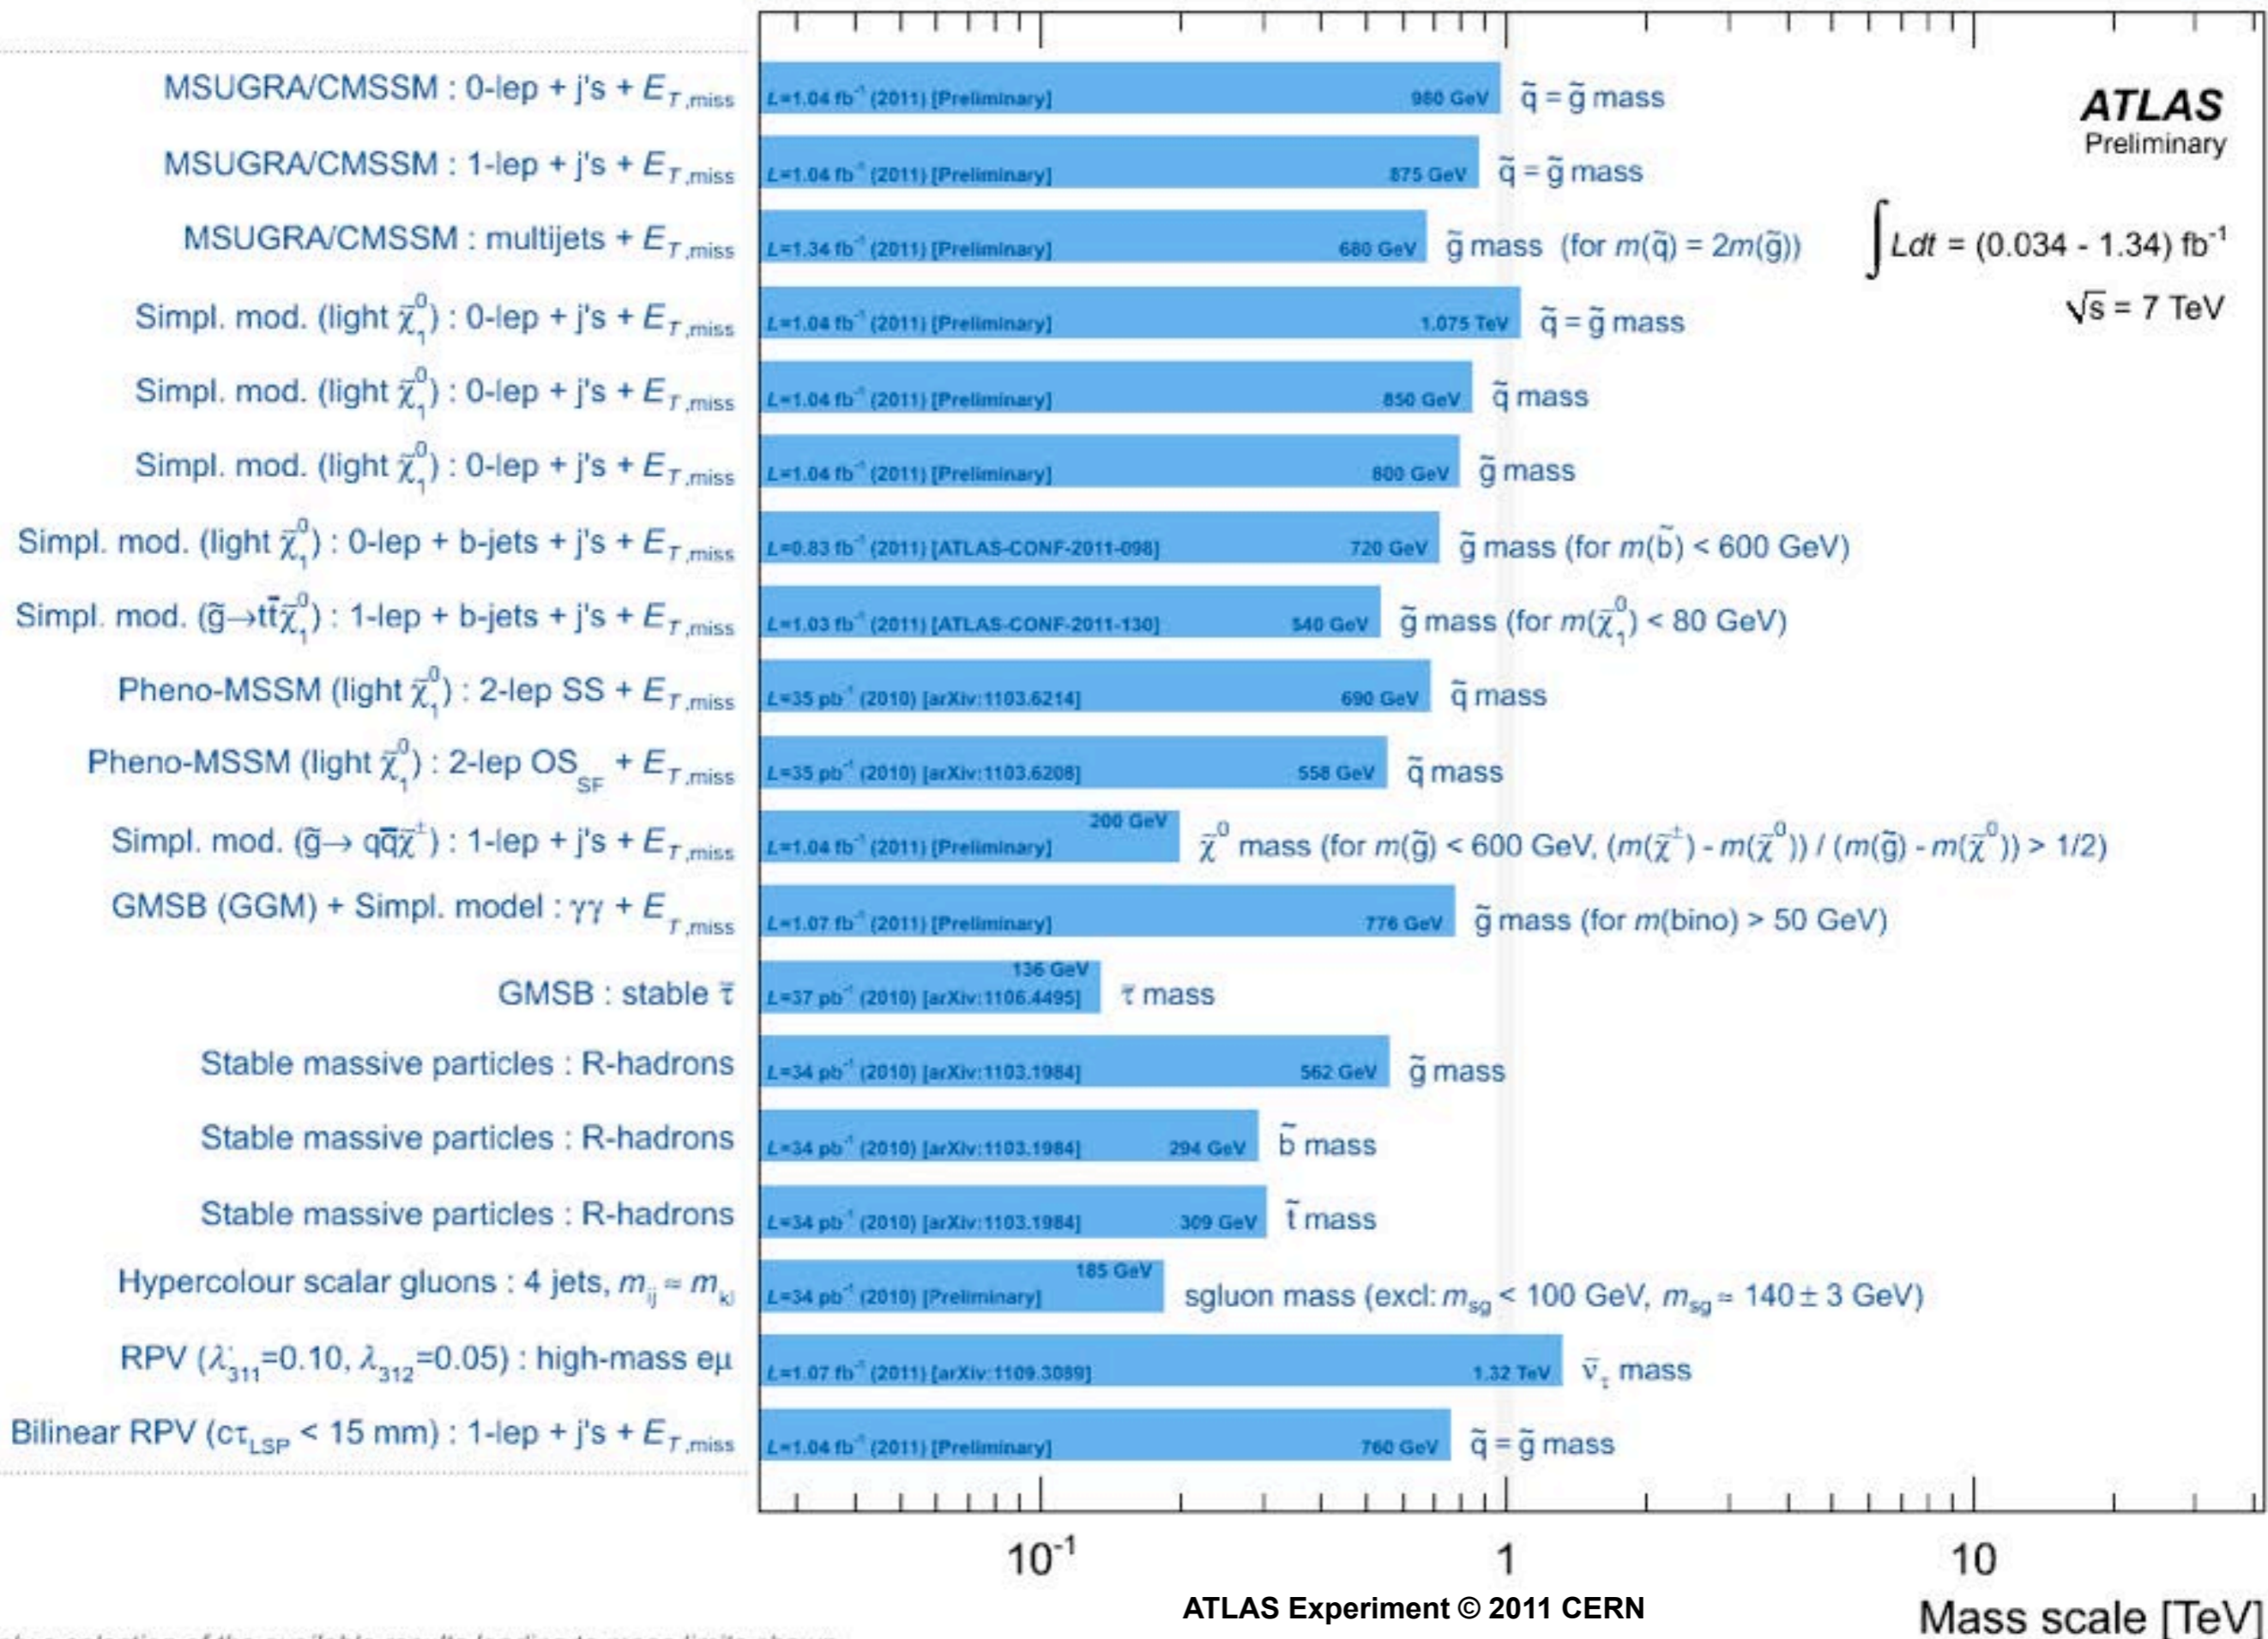 MSUGRA/CMSSM : 0-lep + j's + E_T,miss
L=1.04 fb⁻¹ (2011) [Preliminary] 980 GeV q̃ = g̃ mass
ATLAS
Preliminary
MSUGRA/CMSSM : 1-lep + j's + E_T,miss
L=1.04 fb⁻¹ (2011) [Preliminary] 875 GeV q̃ = g̃ mass
MSUGRA/CMSSM : multijets + E_T,miss
L=1.34 fb⁻¹ (2011) [Preliminary] 680 GeV g̃ mass (for m(q̃) = 2m(g̃))
∫Ldt = (0.034 - 1.34) fb⁻¹
√s = 7 TeV
Simpl. mod. (light χ̃₁⁰) : 0-lep + j's + E_T,miss
L=1.04 fb⁻¹ (2011) [Preliminary] 1.075 TeV q̃ = g̃ mass
Simpl. mod. (light χ̃₁⁰) : 0-lep + j's + E_T,miss
L=1.04 fb⁻¹ (2011) [Preliminary] 850 GeV q̃ mass
Simpl. mod. (light χ̃₁⁰) : 0-lep + j's + E_T,miss
L=1.04 fb⁻¹ (2011) [Preliminary] 800 GeV g̃ mass
Simpl. mod. (light χ̃₁⁰) : 0-lep + b-jets + j's + E_T,miss
L=0.83 fb⁻¹ (2011) [ATLAS-CONF-2011-098] 720 GeV g̃ mass (for m(b̃) < 600 GeV)
Simpl. mod. (g̃→tt̄χ̃₁⁰) : 1-lep + b-jets + j's + E_T,miss
L=1.03 fb⁻¹ (2011) [ATLAS-CONF-2011-130] 540 GeV g̃ mass (for m(χ̃₁⁰) < 80 GeV)
Pheno-MSSM (light χ̃₁⁰) : 2-lep SS + E_T,miss
L=35 pb⁻¹ (2010) [arXiv:1103.6214] 690 GeV q̃ mass
Pheno-MSSM (light χ̃₁⁰) : 2-lep OS_SF + E_T,miss
L=35 pb⁻¹ (2010) [arXiv:1103.6208] 558 GeV q̃ mass
Simpl. mod. (g̃→ qq̄χ̃±) : 1-lep + j's + E_T,miss
L=1.04 fb⁻¹ (2011) [Preliminary] 200 GeV χ̃⁰ mass (for m(g̃) < 600 GeV, (m(χ̃±) - m(χ̃⁰)) / (m(g̃) - m(χ̃⁰)) > 1/2)
GMSB (GGM) + Simpl. model : γγ + E_T,miss
L=1.07 fb⁻¹ (2011) [Preliminary] 776 GeV g̃ mass (for m(bino) > 50 GeV)
GMSB : stable τ̃
L=37 pb⁻¹ (2010) [arXiv:1106.4495] 136 GeV τ̃ mass
Stable massive particles : R-hadrons
L=34 pb⁻¹ (2010) [arXiv:1103.1984] 562 GeV g̃ mass
Stable massive particles : R-hadrons
L=34 pb⁻¹ (2010) [arXiv:1103.1984] 294 GeV b̃ mass
Stable massive particles : R-hadrons
L=34 pb⁻¹ (2010) [arXiv:1103.1984] 309 GeV t̃ mass
Hypercolour scalar gluons : 4 jets, m_ij ≈ m_kl
L=34 pb⁻¹ (2010) [Preliminary] 185 GeV sgluon mass (excl: m_sg < 100 GeV, m_sg ≈ 140 ± 3 GeV)
RPV (λ'₃₁₁=0.10, λ₃₁₂=0.05) : high-mass eμ
L=1.07 fb⁻¹ (2011) [arXiv:1109.3089] 1.32 TeV ν̃_τ mass
Bilinear RPV (cτ_LSP < 15 mm) : 1-lep + j's + E_T,miss
L=1.04 fb⁻¹ (2011) [Preliminary] 760 GeV q̃ = g̃ mass
10⁻¹ 1 10
ATLAS Experiment © 2011 CERN
Mass scale [TeV]